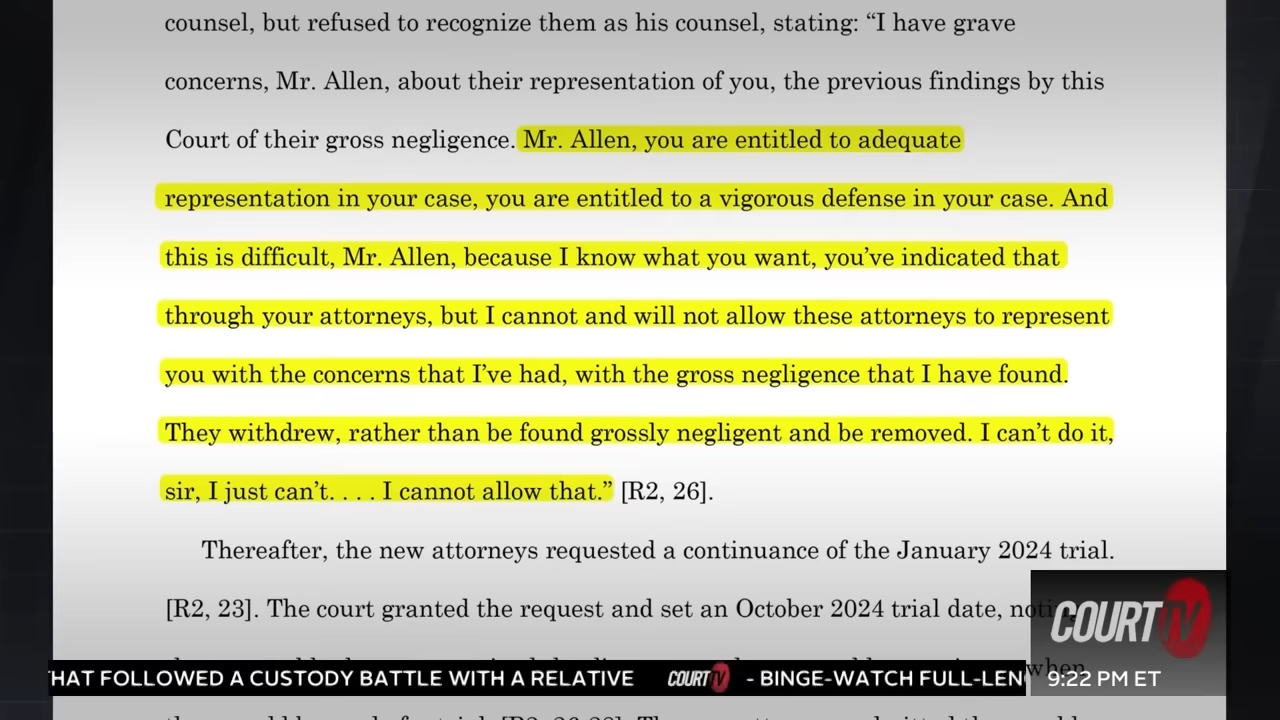 counsel, but refused to recognize them as his counsel, stating: “I have grave
concerns, Mr. Allen, about their representation of you, the previous findings by this
Court of their gross negligence. Mr. Allen, you are entitled to adequate
representation in your case, you are entitled to a vigorous defense in your case. And
this is difficult, Mr. Allen, because I know what you want, you’ve indicated that
through your attorneys, but I cannot and will not allow these attorneys to represent
you with the concerns that I’ve had, with the gross negligence that I have found.
They withdrew, rather than be found grossly negligent and be removed. I can’t do it,
sir, I just can’t. . . . I cannot allow that.” [R2, 26].
Thereafter, the new attorneys requested a continuance of the January 2024 trial.
[R2, 23]. The court granted the request and set an October 2024 trial date,
COURT TV
when
THAT FOLLOWED A CUSTODY BATTLE WITH A RELATIVE COURT TV - BINGE-WATCH FULL-LEN
9:22 PM ET